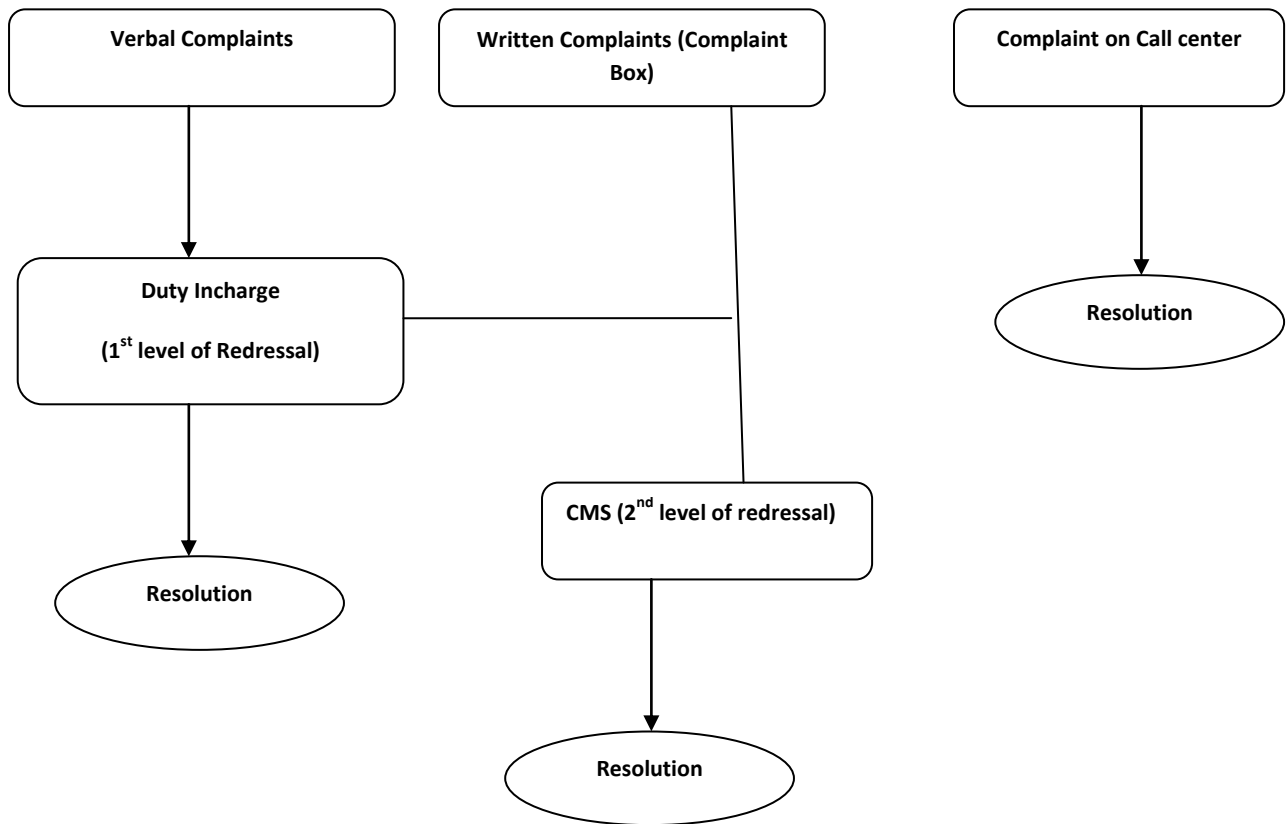 Verbal Complaints
Written Complaints (Complaint
Box)
Complaint on Call center
Duty Incharge
(1st level of Redressal)
Resolution
CMS (2nd level of redressal)
Resolution
Resolution